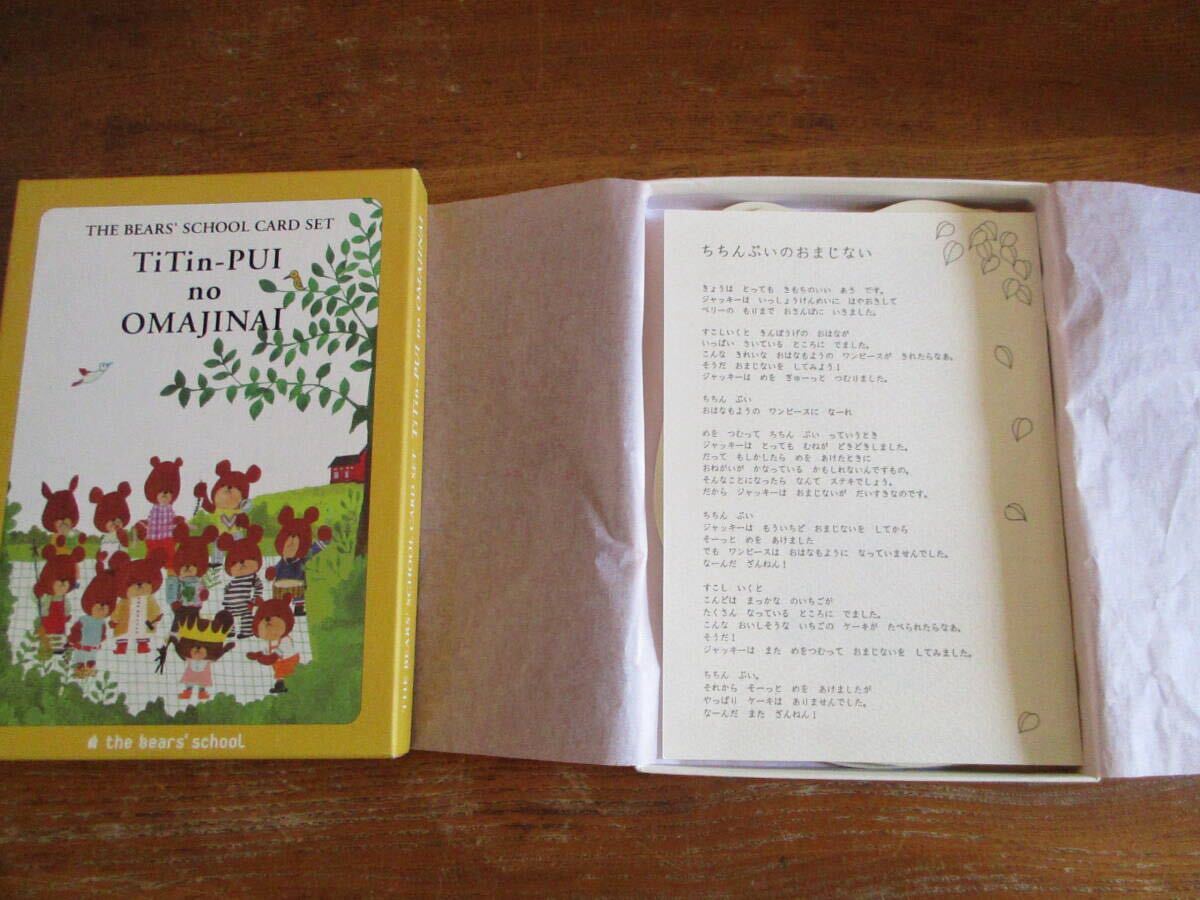 THE BEARS' SCHOOL CARD SET
TiTin-PUI
no
OMAJINAI
the bears' school
THE BEARS' SCHOOL CARD SET TiTin-PUI no OMAJINAI
ちちんぷいのおまじない
きょうは とっても きもちのいい あさ です。
ジャッキーは いっしょうけんめいに はやおきして
ベリーの もりまで おさんぽに いきました。
すこしいくと きんぽうげの おはなが
いっぱい さいている ところに でました。
こんな きれいな おはなもようの ワンピースが きれたらなあ。
そうだ おまじないを してみよう!
ジャッキーは めを ぎゅーっと つむりました。
ちちん ぷい
おはなもようの ワンピースに なーれ
めを つむって ちちん ぷい っていうとき
ジャッキーは とっても むねが どきどきしました。
だって もしかしたら めを あけたときに
おねがいが かなっている かもしれないんですもの。
そんなことになったら なんて ステキでしょう。
だから ジャッキーは おまじないが だいすきなのです。
ちちん ぷい
ジャッキーは もういちど おまじないを してから
そーっと めを あけました
でも ワンピースは おはなもように なっていませんでした。
なーんだ ざんねん!
すこし いくと
こんどは まっかな のいちごが
たくさん なっている ところに でました。
こんな おいしそうな いちごの ケーキが たべられたらなあ。
そうだ!
ジャッキーは また めをつむって おまじないを してみました。
ちちん ぷい。
それから そーっと めを あけましたが
やっぱり ケーキは ありませんでした。
なーんだ また ざんねん!